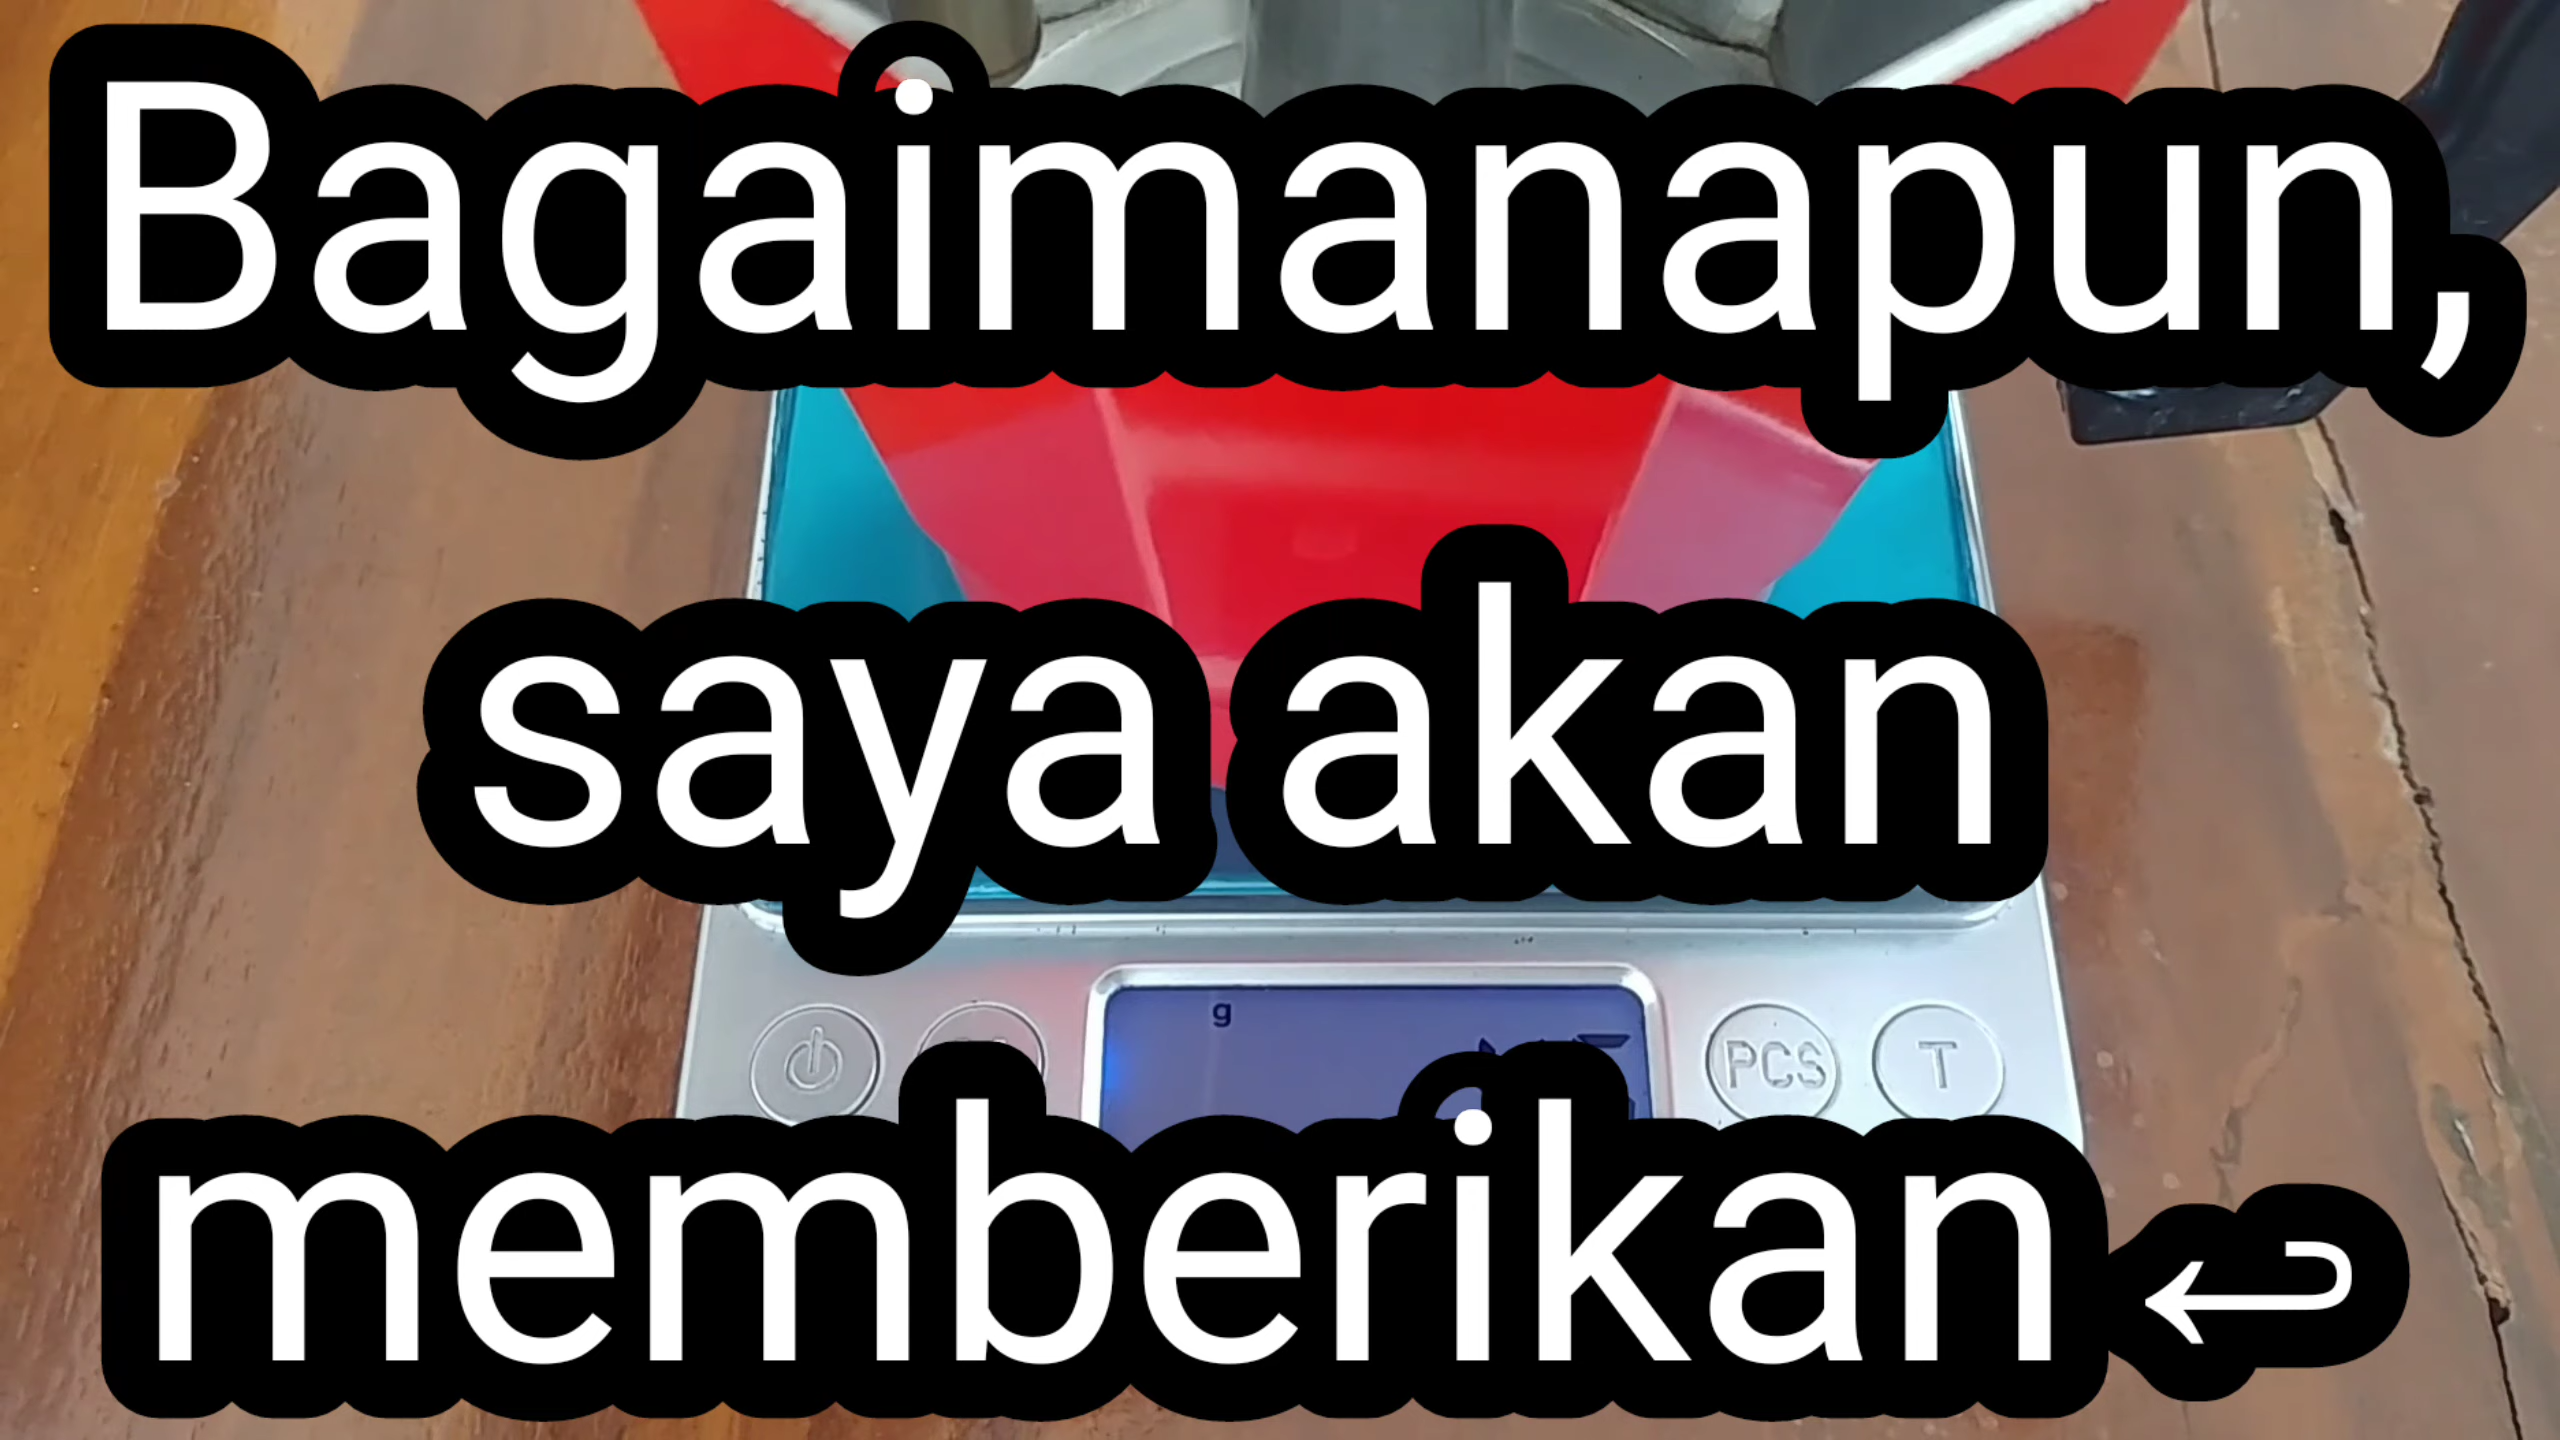 Bagaimanapun,
saya akan
g
PCS T
memberikan ↩